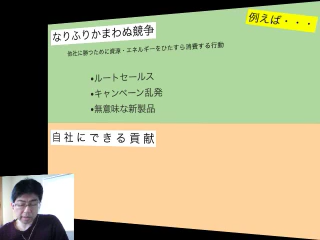 例えば・・・
なりふりかまわぬ競争
他社に勝つために資源・エネルギーをひたすら消費する行動
•ルートセールス
•キャンペーン乱発
•無意味な新製品
自社にできる貢献